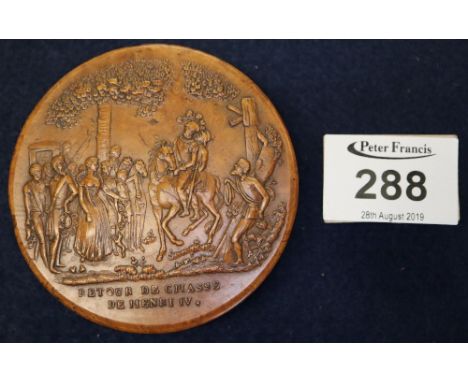 RETOUR DE CHASSE
DE HENRI IV.
Peter Francis
288
28th August 2019